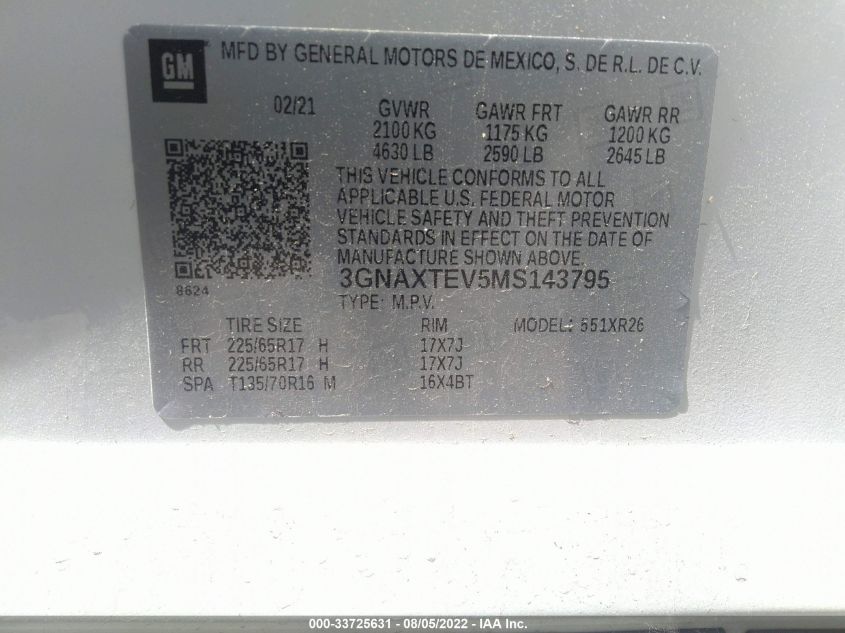 GM MFD BY GENERAL MOTORS DE MEXICO, S. DE R.L. DE C.V.
02/21 GVWR GAWR FRT GAWR RR
2100 KG 1175 KG 1200 KG
4630 LB 2590 LB 2645 LB
THIS VEHICLE CONFORMS TO ALL
APPLICABLE U.S. FEDERAL MOTOR
VEHICLE SAFETY AND THEFT PREVENTION
STANDARDS IN EFFECT ON THE DATE OF
MANUFACTURE SHOWN ABOVE.
3GNAXTEV5MS143795
8624
TYPE: M.P.V.
TIRE SIZE RIM MODEL: 551XR26
FRT 225/65R17 H 17X7J
RR 225/65R17 H 17X7J
SPA T135/70R16 M 16X4BT
000-33725631 - 08/05/2022 - IAA Inc.